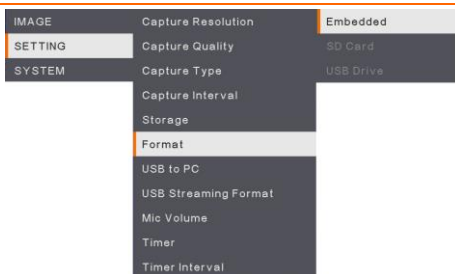 IMAGE
SETTING
SYSTEM
Capture Resolution
Capture Quality
Capture Type
Capture Interval
Storage
Format
USB to PC
USB Streaming Format
Mic Volume
Timer
Timer Interval
Embedded
SD Card
USB Drive